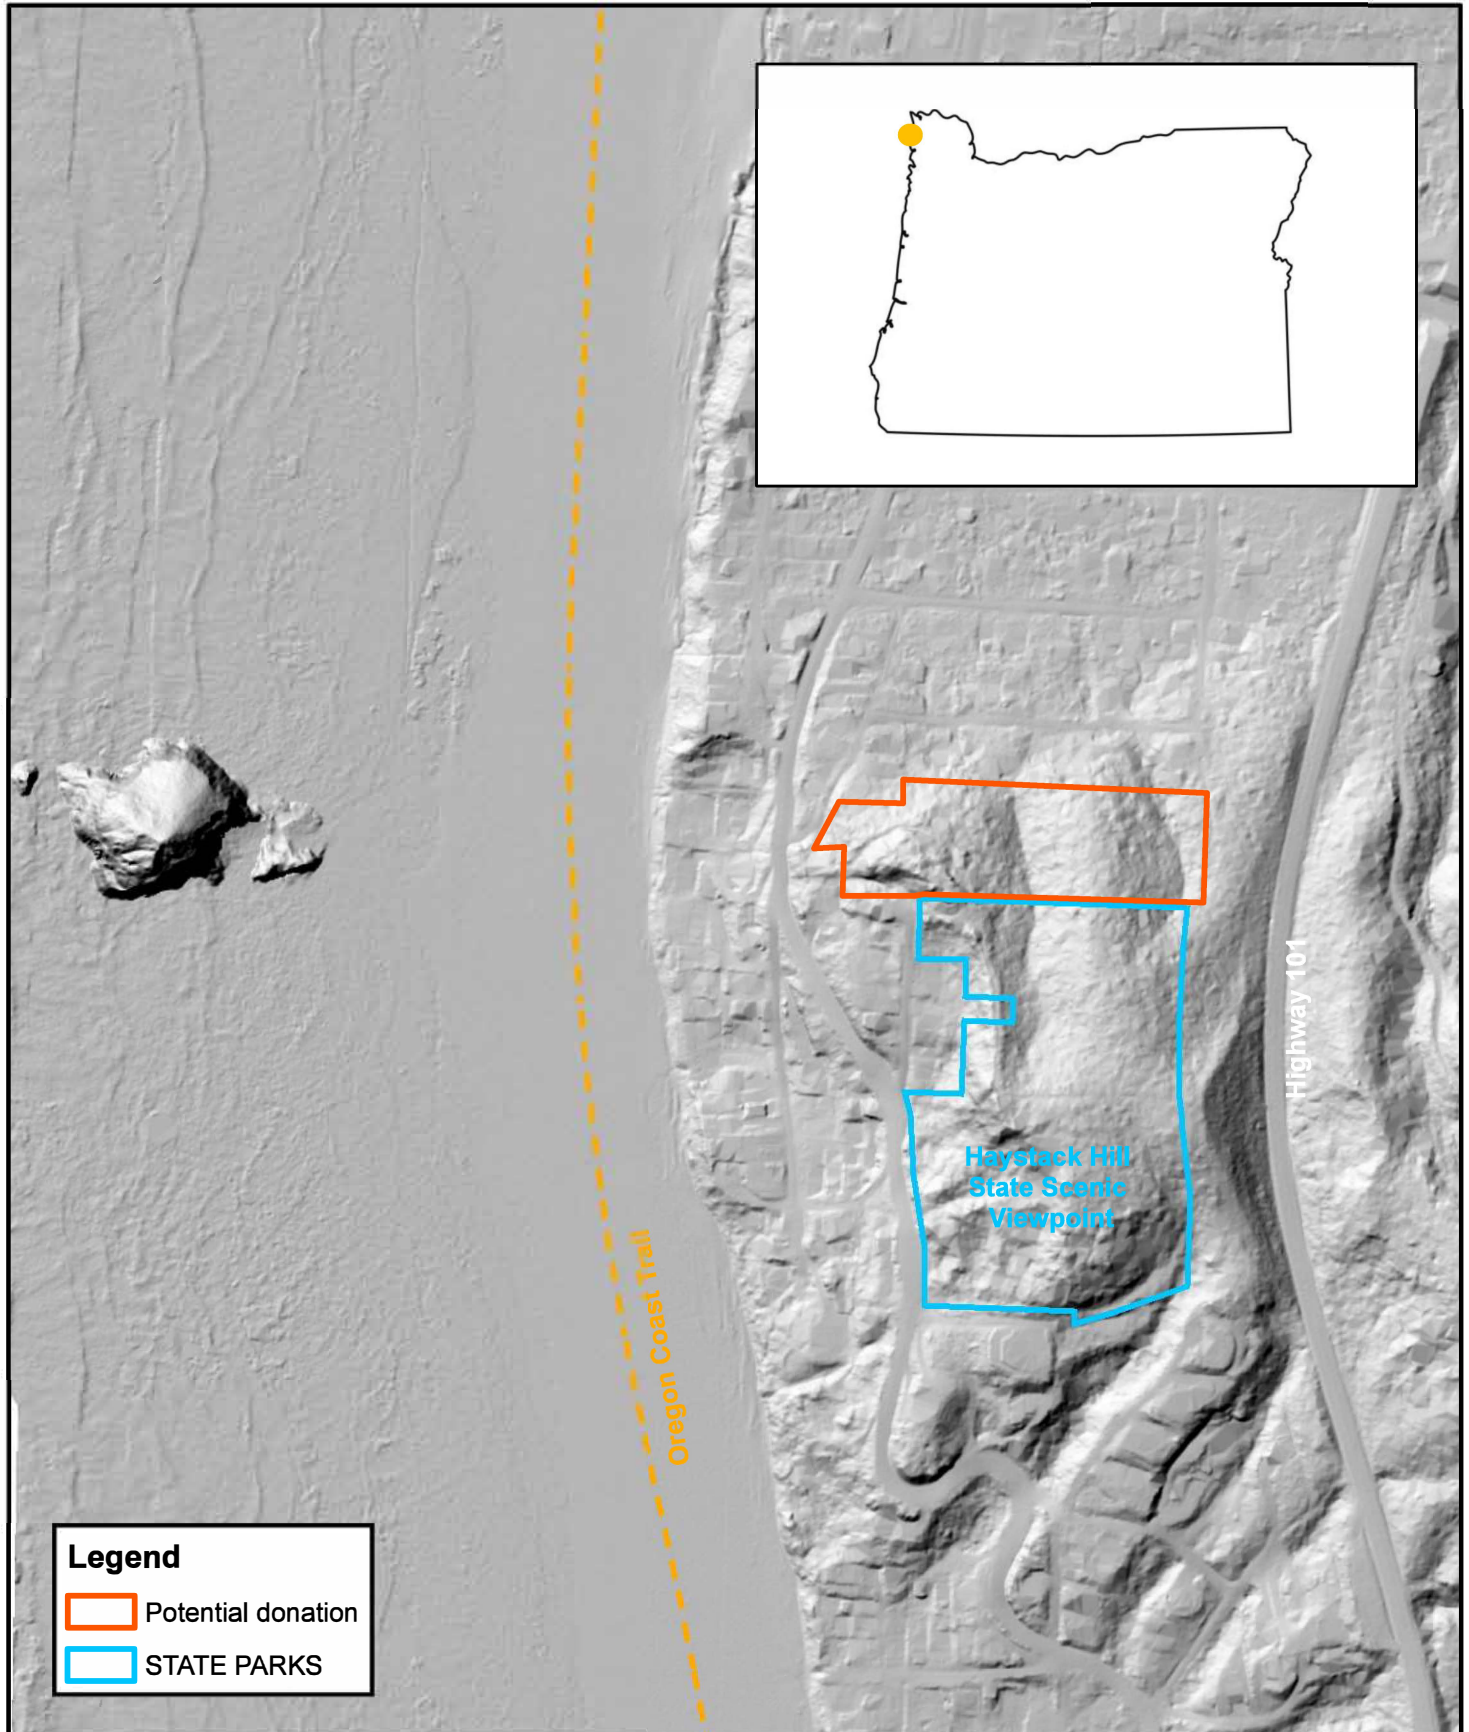 Highway 101
Haystack Hill
State Scenic
Viewpoint
Oregon Coast Trail
Legend
Potential donation
STATE PARKS